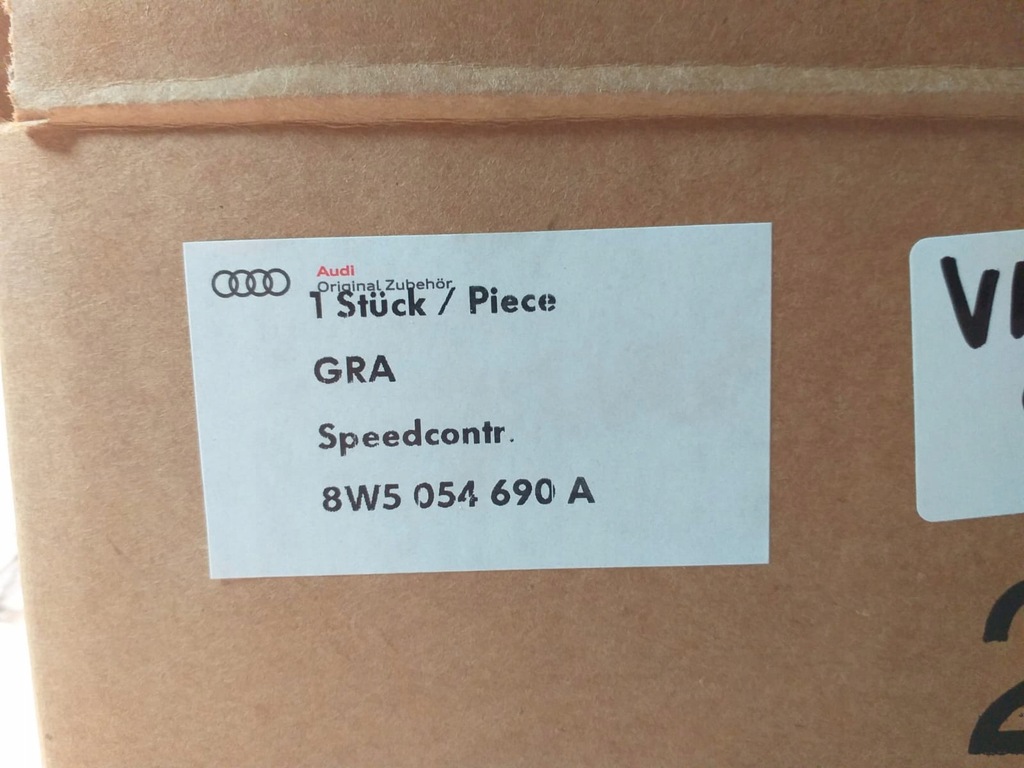 Audi
Original Zubehör
1 Stück / Piece
GRA
Speedcontr.
8W5 054 690 A